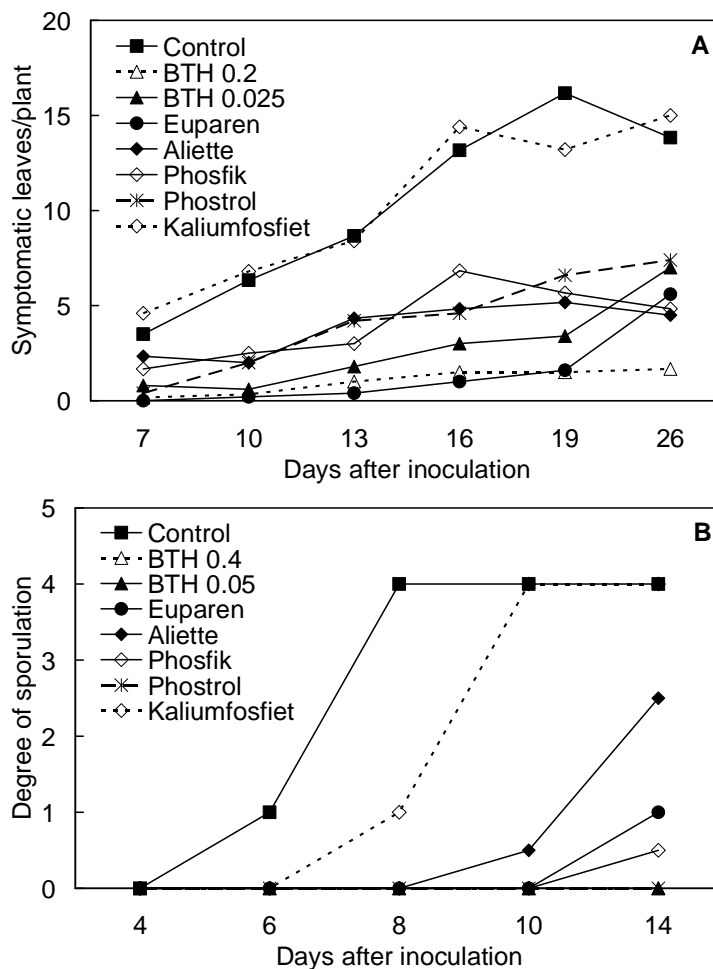 A
Control
BTH 0.2
BTH 0.025
Euparen
Aliette
Phosfik
Phostrol
Kaliumfosfiet
Symptomatic leaves/plant
20
15
10
5
0
7 10 13 16 19 26
Days after inoculation
B
Control
BTH 0.4
BTH 0.05
Euparen
Aliette
Phosfik
Phostrol
Kaliumfosfiet
Degree of sporulation
5
4
3
2
1
0
4 6 8 10 14
Days after inoculation